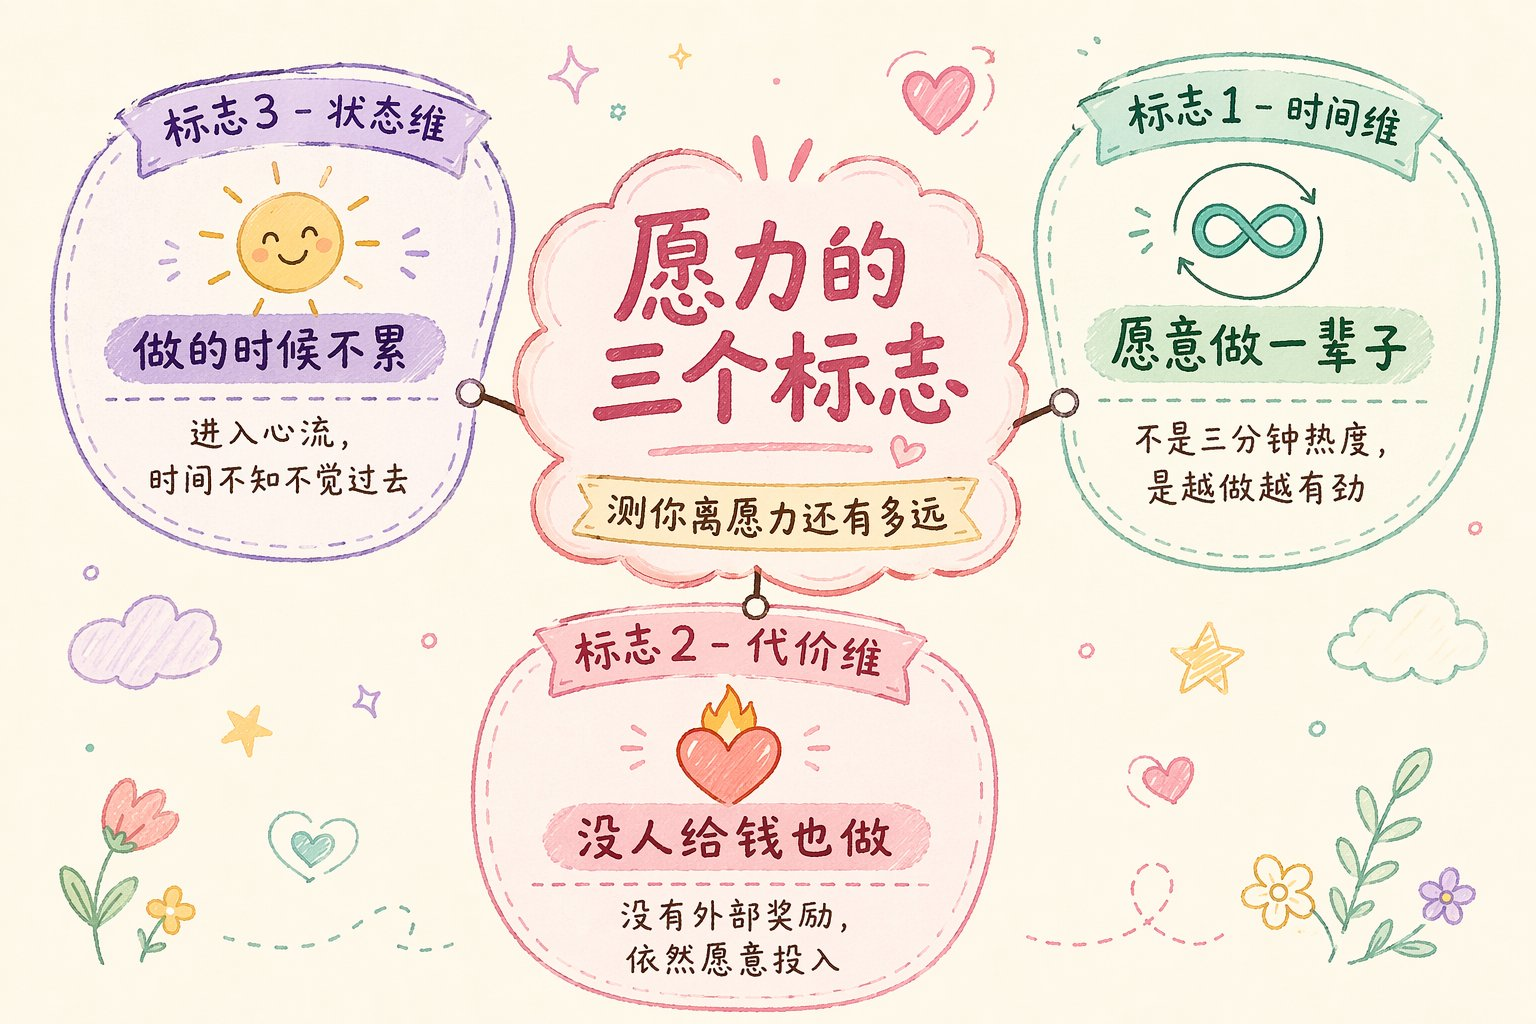 愿力的
三个标志
测你离愿力还有多远
标志1-时间维
愿意做一辈子
不是三分钟热度，
是越做越有劲
标志2-代价维
没人给钱也做
没有外部奖励，
依然愿意投入
标志3-状态维
做的时候不累
进入心流，
时间不知不觉过去